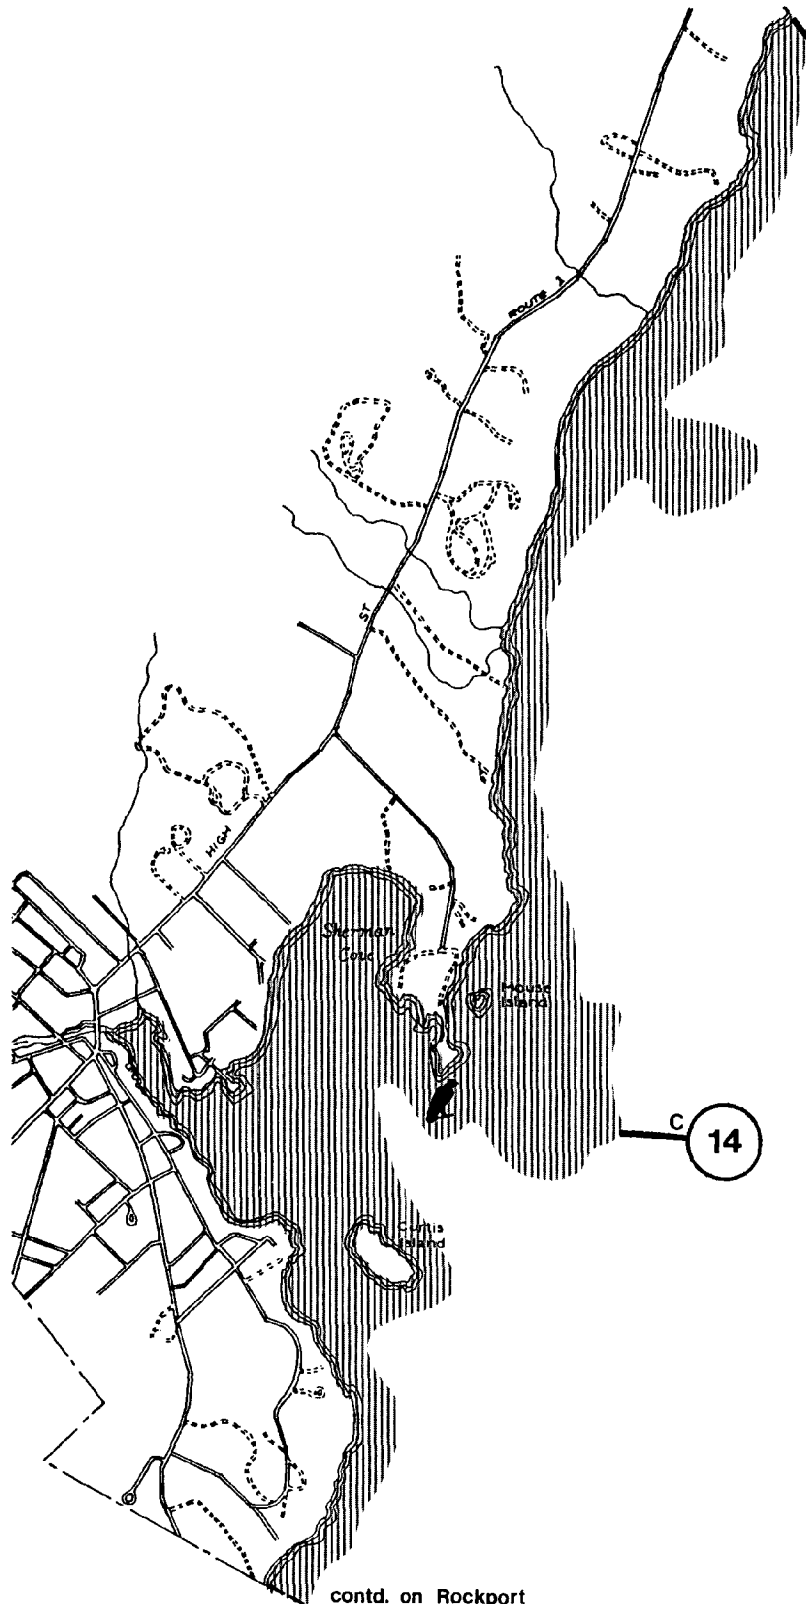 ROUTE 1
ST
HIGH
Sherman
Cove
Mouse
Island
C
14
Curtis
Island
contd. on Rockport